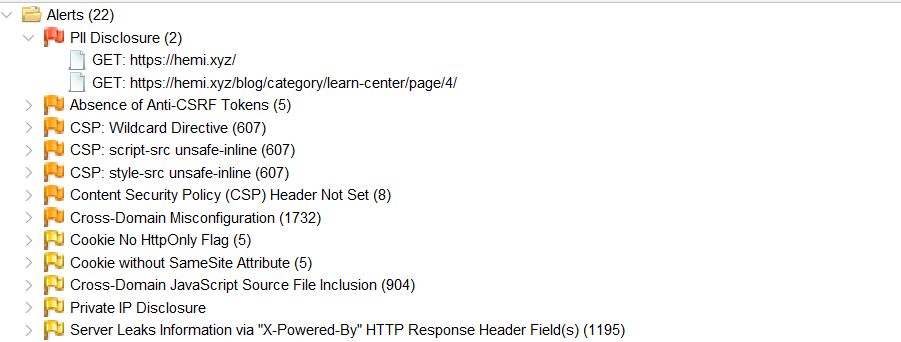 Alerts (22)
PII Disclosure (2)
GET: https://hemi.xyz/
GET: https://hemi.xyz/blog/category/learn-center/page/4/
Absence of Anti-CSRF Tokens (5)
CSP: Wildcard Directive (607)
CSP: script-src unsafe-inline (607)
CSP: style-src unsafe-inline (607)
Content Security Policy (CSP) Header Not Set (8)
Cross-Domain Misconfiguration (1732)
Cookie No HttpOnly Flag (5)
Cookie without SameSite Attribute (5)
Cross-Domain JavaScript Source File Inclusion (904)
Private IP Disclosure
Server Leaks Information via "X-Powered-By" HTTP Response Header Field(s) (1195)